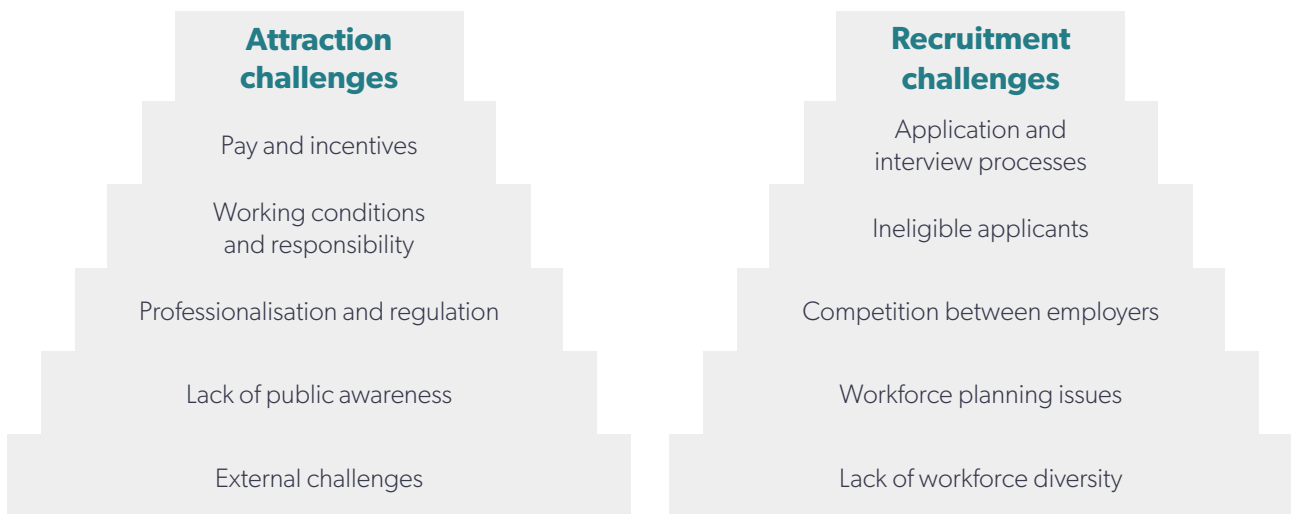 Attraction
challenges
Pay and incentives
Working conditions
and responsibility
Professionalisation and regulation
Lack of public awareness
External challenges
Recruitment
challenges
Application and
interview processes
Ineligible applicants
Competition between employers
Workforce planning issues
Lack of workforce diversity